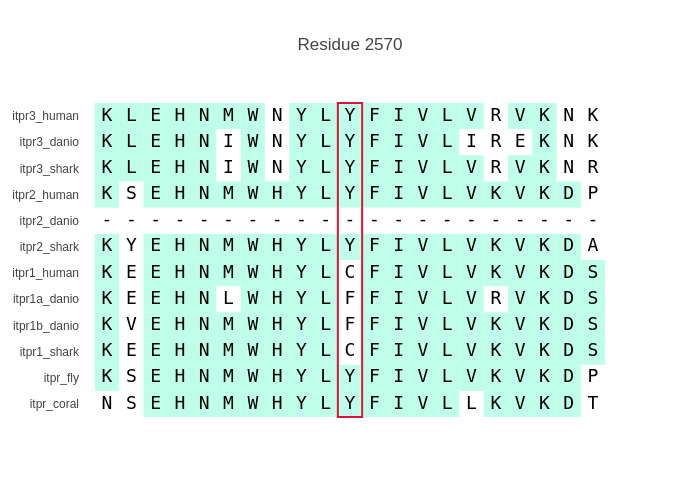 Residue 2570
itpr3_human K L E H N M W N Y L Y F I V L V R V K N K
itpr3_danio K L E H N I W N Y L Y F I V L I R E K N K
itpr3_shark K L E H N I W N Y L Y F I V L V R V K N R
itpr2_human K S E H N M W H Y L Y F I V L V K V K D P
itpr2_danio - - - - - - - - - - - - - - - - - - - - -
itpr2_shark K Y E H N M W H Y L Y F I V L V K V K D A
itpr1_human K E E H N M W H Y L C F I V L V K V K D S
itpr1a_danio K E E H N L W H Y L F F I V L V R V K D S
itpr1b_danio K V E H N M W H Y L F F I V L V K V K D S
itpr1_shark K E E H N M W H Y L C F I V L V K V K D S
itpr_fly K S E H N M W H Y L Y F I V L V K V K D P
itpr_coral N S E H N M W H Y L Y F I V L L K V K D T